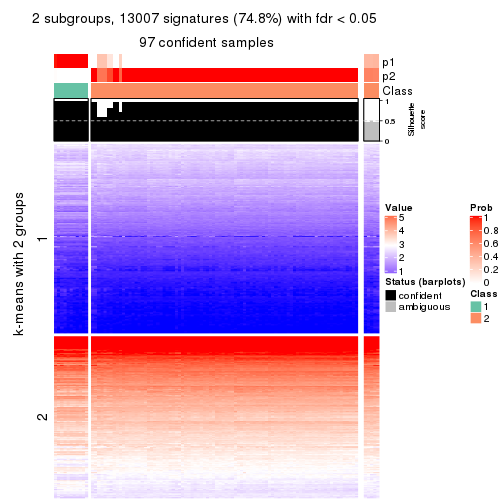 2 subgroups, 13007 signatures (74.8%) with fdr < 0.05
97 confident samples
p1
p2
Class
1
0.5
0
Silhouette
score
k-means with 2 groups
1
2
Value
5
4
3
2
1
Status (barplots)
confident
ambiguous
Prob
1
0.8
0.6
0.4
0.2
0
Class
1
2